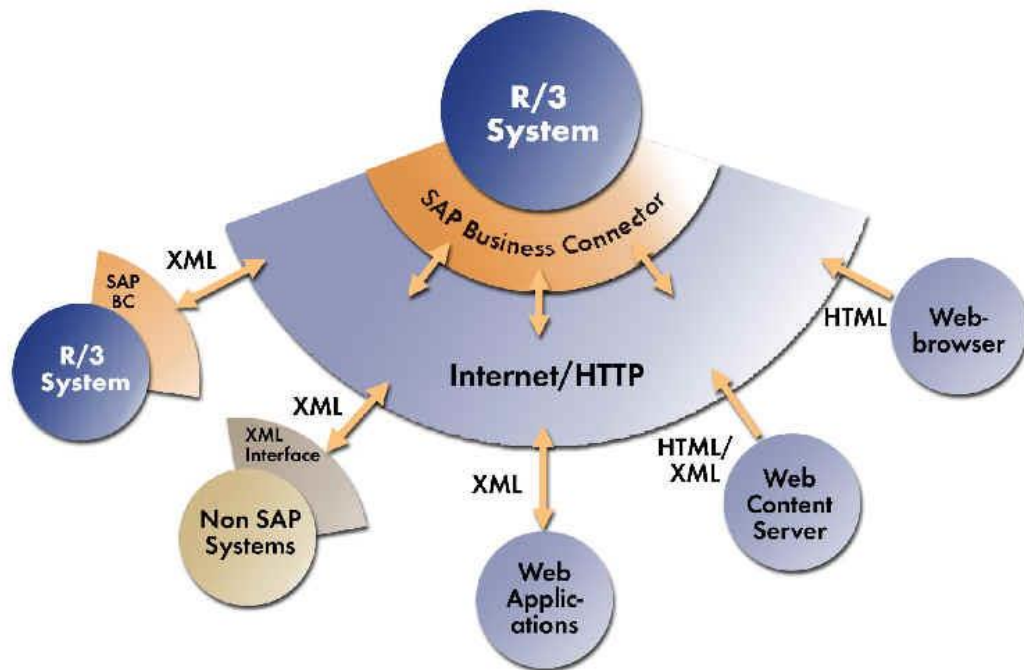 R/3
System
SAP Business Connector
XML
SAP
BC
R/3
System
Internet/HTTP
HTML
Web-
browser
XML
XML
Interface
Non SAP
Systems
XML
Web
Applic-
ations
HTML/
XML
Web
Content
Server